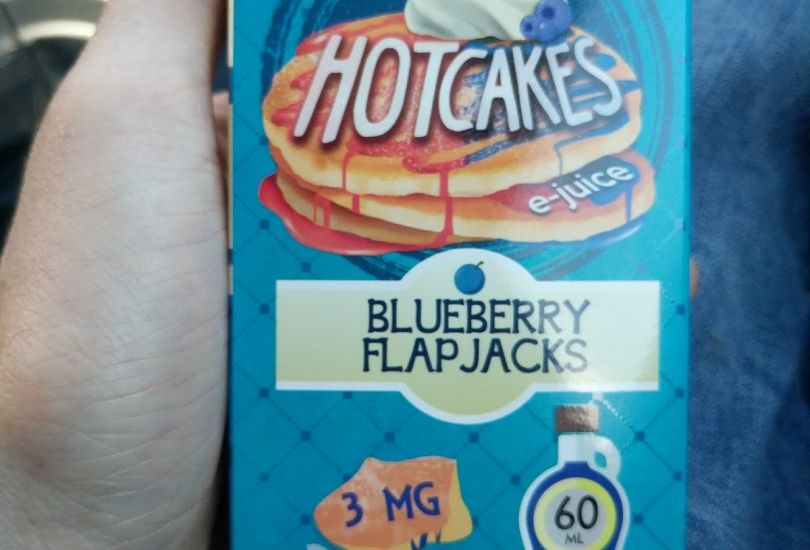 HOTCAKES
e-juice
BLUEBERRY
FLAPJACKS
3 MG
60
ML